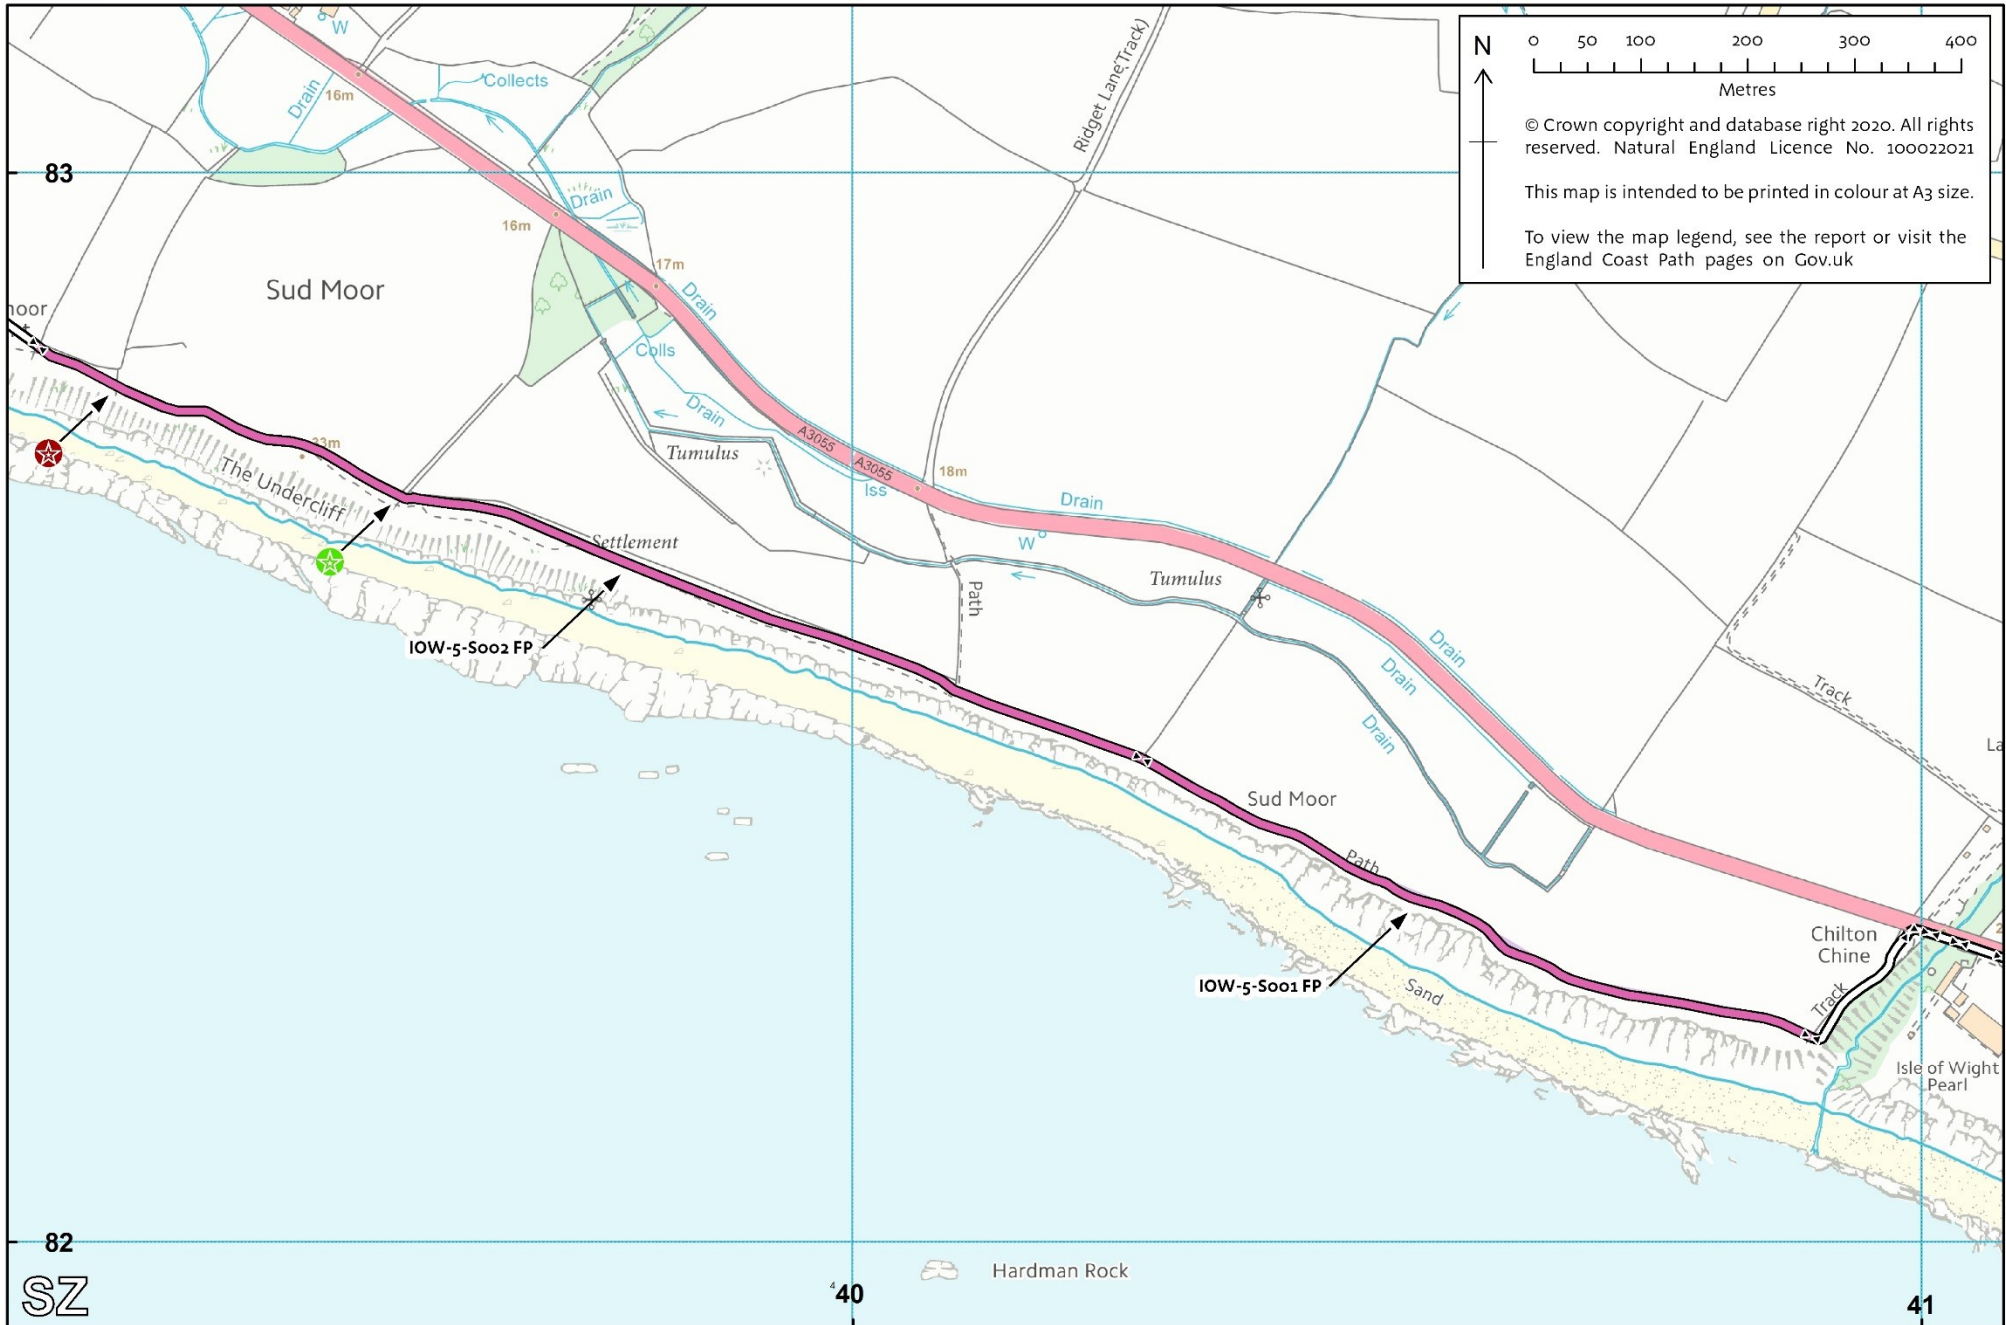 N
0 50 100 200 300 400
Metres
© Crown copyright and database right 2020. All rights
reserved. Natural England Licence No. 100022021
This map is intended to be printed in colour at A3 size.
To view the map legend, see the report or visit the
England Coast Path pages on Gov.uk
W
Collects
Drain
16m
Ridget Lane (Track)
83
Drain
16m
17m
Sud Moor
Drain
Colls
Drain
Tumulus
A3055
A3055
18m
Iss
Drain
W
33m
The Undercliff
Settlement
Path
Tumulus
IOW-5-S002 FP
Drain
Drain
Drain
Track
Sud Moor
Path
IOW-5-S001 FP
Sand
Chilton
Chine
Track
Isle of Wight
Pearl
82
SZ
Hardman Rock
4
40
41